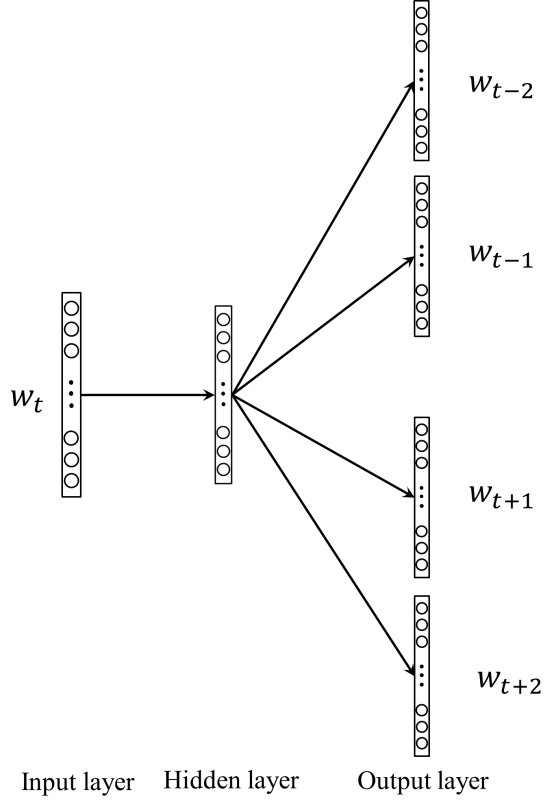 w_{t-2}
w_{t-1}
w_t
w_{t+1}
w_{t+2}
Input layer Hidden layer Output layer